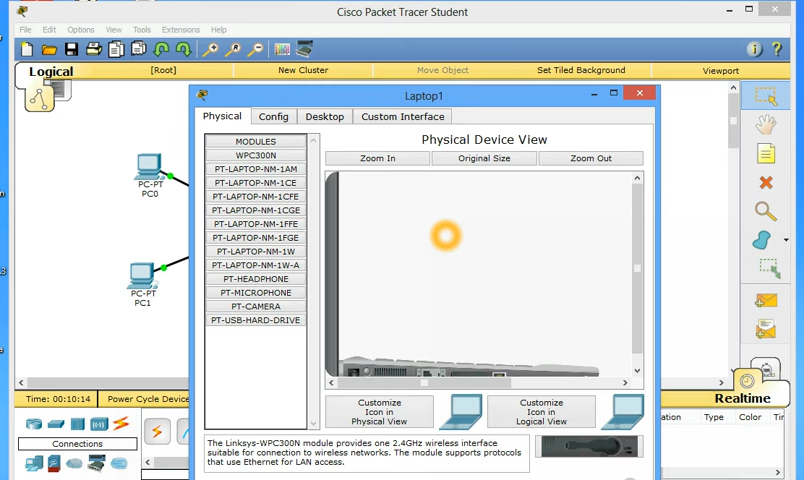 Cisco Packet Tracer Student
File Edit Options View Tools Extensions Help
Logical [Root] New Cluster Move Object Set Tiled Background Viewport
Laptop1
Physical Config Desktop Custom Interface
MODULES
WPC300N
PT-LAPTOP-NM-1AM
PT-LAPTOP-NM-1CE
PT-LAPTOP-NM-1CFE
PT-LAPTOP-NM-1CGE
PT-LAPTOP-NM-1FFE
PT-LAPTOP-NM-1FGE
PT-LAPTOP-NM-1W
PT-LAPTOP-NM-1W-A
PT-HEADPHONE
PT-MICROPHONE
PT-CAMERA
PT-USB-HARD-DRIVE
Physical Device View
Zoom In Original Size Zoom Out
PC-PT
PC0
PC-PT
PC1
Customize
Icon in
Physical View
Customize
Icon in
Logical View
The Linksys-WPC300N module provides one 2.4GHz wireless interface
suitable for connection to wireless networks. The module supports protocols
that use Ethernet for LAN access.
Time: 00:10:14 Power Cycle Device
Realtime
Connections
Type Color